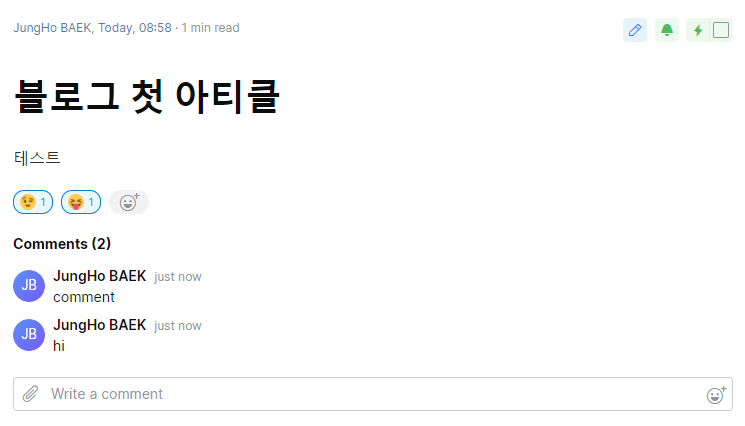 JungHo BAEK, Today, 08:58 · 1 min read
블로그 첫 아티클
테스트
1 1
Comments (2)
JB
JungHo BAEK just now
comment
JB
JungHo BAEK just now
hi
Write a comment